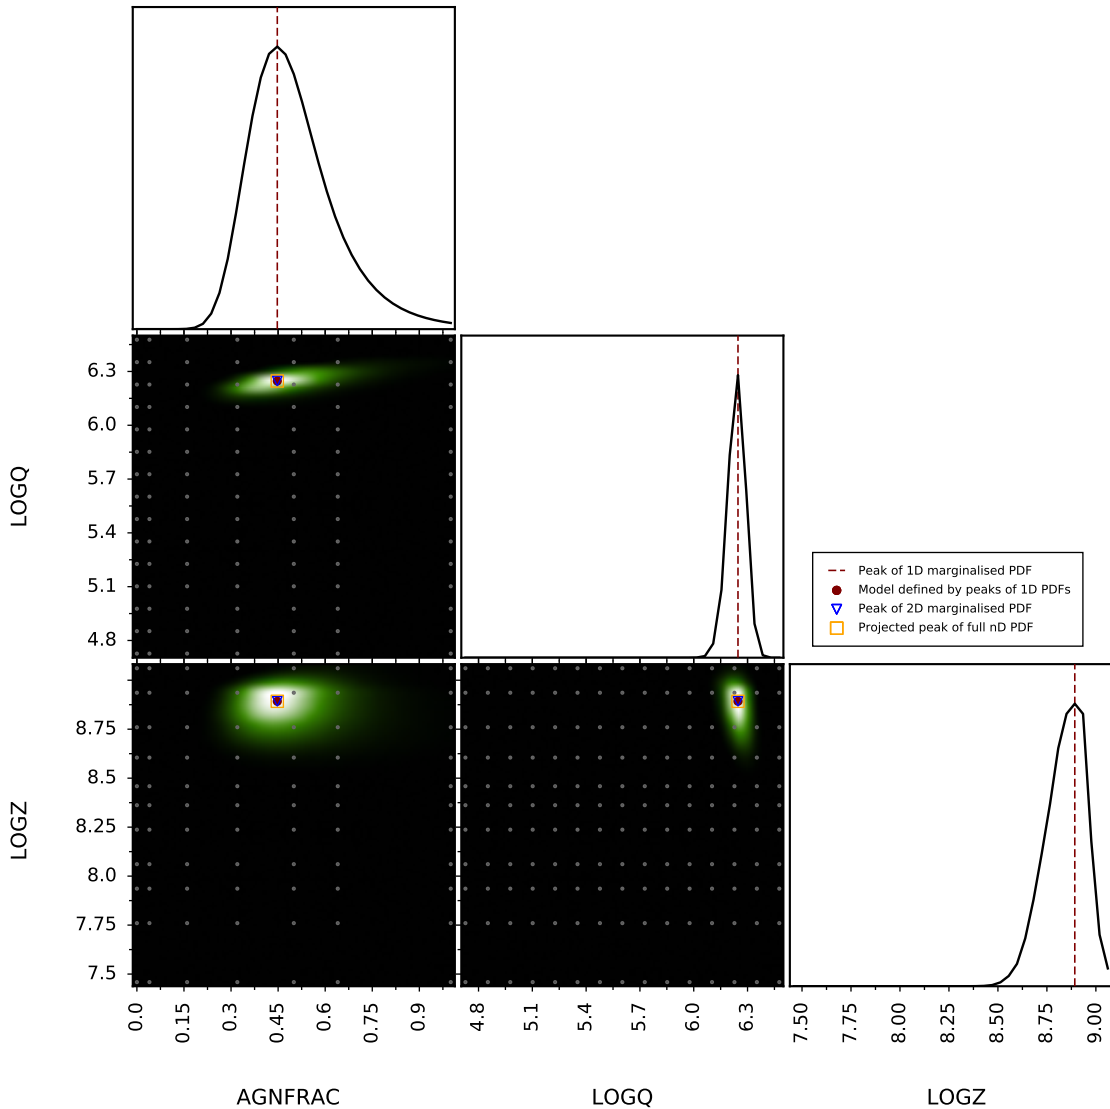 6.3
6.0
5.7
5.4
5.1
4.8
LOGQ
Peak of 1D marginalised PDF
Model defined by peaks of 1D PDFs
Peak of 2D marginalised PDF
Projected peak of full nD PDF
8.75
8.5
8.25
8.0
7.75
7.5
LOGZ
0.0 0.15 0.3 0.45 0.6 0.75 0.9
4.8 5.1 5.4 5.7 6.0 6.3
7.50 7.75 8.00 8.25 8.50 8.75 9.00
AGNFRAC
LOGQ
LOGZ